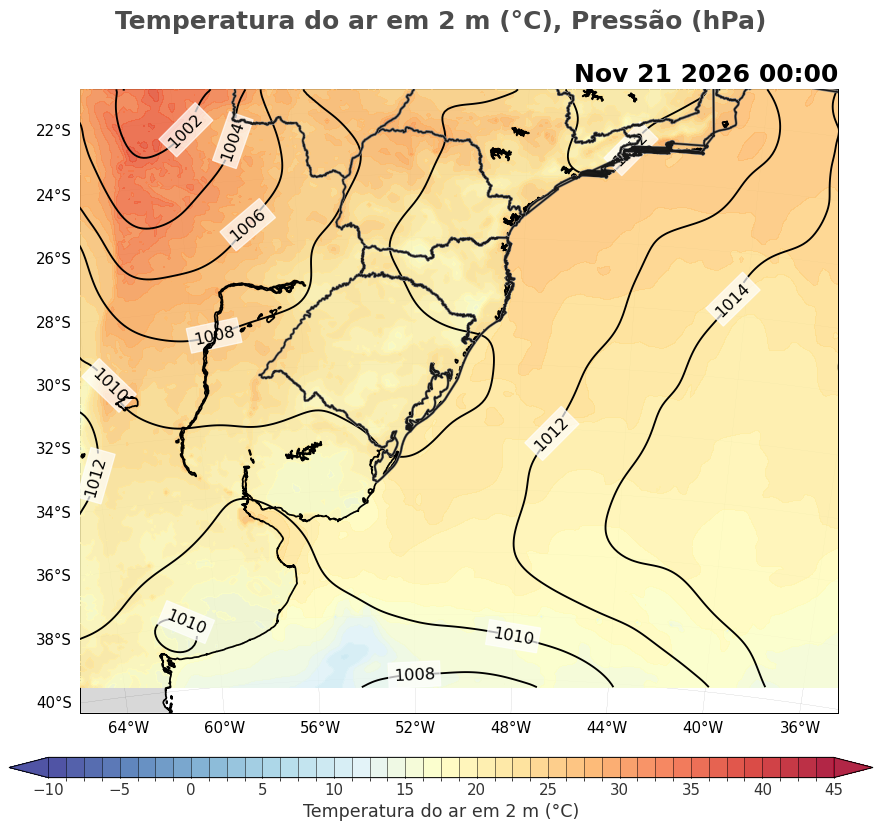 Temperatura do ar em 2 m (°C), Pressão (hPa)
Nov 21 2026 00:00
22°S
24°S
26°S
28°S
30°S
32°S
34°S
36°S
38°S
40°S
1002
1004
1006
1008
1010
1012
1014
1012
1010
1010
1008
64°W
60°W
56°W
52°W
48°W
44°W
40°W
36°W
−10
−5
0
5
10
15
20
25
30
35
40
45
Temperatura do ar em 2 m (°C)